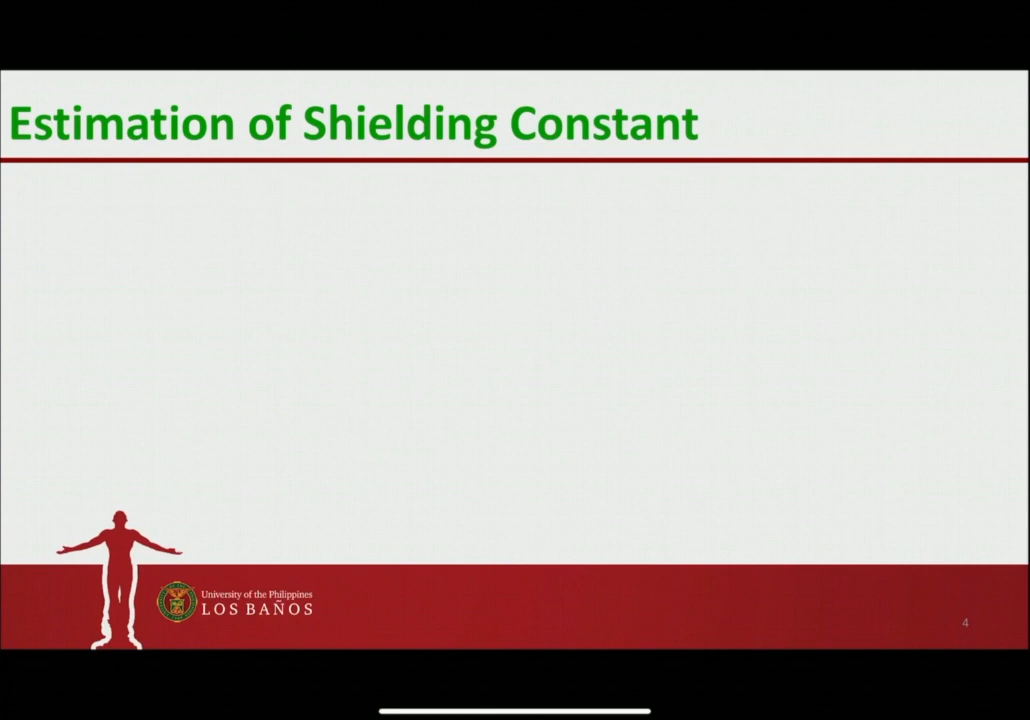 Estimation of Shielding Constant
University of the Philippines
LOS BAÑOS
4